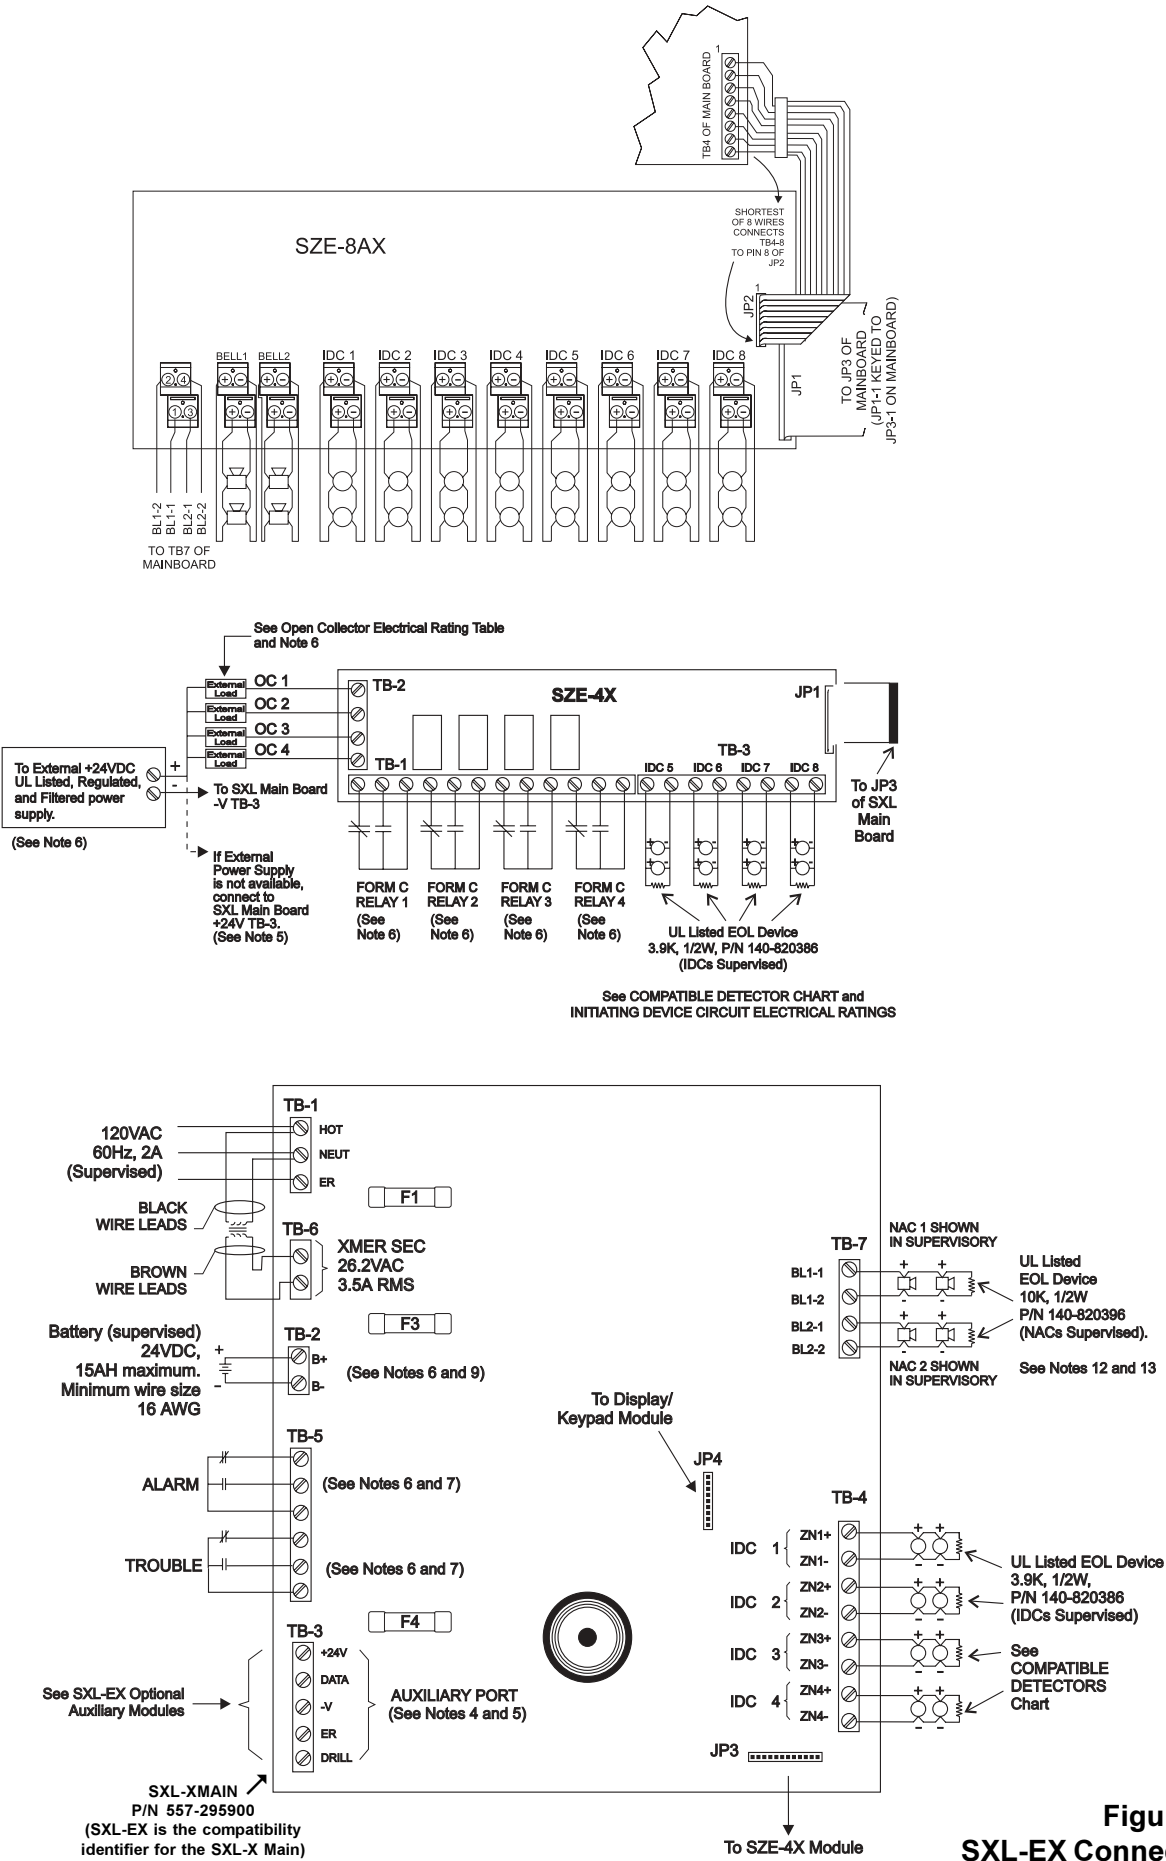 1
TB4 OF MAIN BOARD
SHORTEST
OF 8 WIRES
CONNECTS
TB4-8
TO PIN 8 OF
JP2
SZE-8AX
1
JP2
JP1
TO JP3 OF
MAINBOARD
(JP1-1 KEYED TO
JP3-1 ON MAINBOARD)
BELL1 BELL2 IDC 1 IDC 2 IDC 3 IDC 4 IDC 5 IDC 6 IDC 7 IDC 8
2 4 + - + - + - + - + - + - + - + - + - + -
1 3 + - + - + - + - + - + - + - + - + - + -
BL1-2
BL1-1
BL2-1
BL2-2
TO TB7 OF
MAINBOARD
See Open Collector Electrical Rating Table
and Note 6
External
Load
OC 1
External
Load
OC 2
External
Load
OC 3
External
Load
OC 4
TB-2
SZE-4X
JP1
TB-1
TB-3
IDC 5 IDC 6 IDC 7 IDC 8
To External +24VDC
UL Listed, Regulated,
and Filtered power
supply.
(See Note 6)
+
-
To SXL Main Board
-V TB-3
If External
Power Supply
is not available,
connect to
SXL Main Board
+24V TB-3.
(See Note 5)
To JP3
of SXL
Main
Board
+ - + - + - + -
+ - + - + - + -
FORM C
RELAY 1
(See
Note 6)
FORM C
RELAY 2
(See
Note 6)
FORM C
RELAY 3
(See
Note 6)
FORM C
RELAY 4
(See
Note 6)
UL Listed EOL Device
3.9K, 1/2W, P/N 140-820386
(IDCs Supervised)
See COMPATIBLE DETECTOR CHART and
INITIATING DEVICE CIRCUIT ELECTRICAL RATINGS
TB-1
120VAC
60Hz, 2A
(Supervised)
HOT
NEUT
ER
F1
BLACK
WIRE LEADS
BROWN
WIRE LEADS
TB-6
XMER SEC
26.2VAC
3.5A RMS
F3
Battery (supervised)
24VDC,
15AH maximum.
Minimum wire size
16 AWG
+
-
TB-2
B+
B-
(See Notes 6 and 9)
TB-5
ALARM
(See Notes 6 and 7)
TROUBLE
(See Notes 6 and 7)
F4
TB-3
+24V
DATA
-V
ER
DRILL
See SXL-EX Optional
Auxiliary Modules
AUXILIARY PORT
(See Notes 4 and 5)
To Display/
Keypad Module
JP4
NAC 1 SHOWN
IN SUPERVISORY
TB-7
BL1-1
BL1-2
BL2-1
BL2-2
+ +
- -
+ +
- -
NAC 2 SHOWN
IN SUPERVISORY
UL Listed
EOL Device
10K, 1/2W
P/N 140-820396
(NACs Supervised).
See Notes 12 and 13
TB-4
IDC 1
ZN1+
ZN1-
IDC 2
ZN2+
ZN2-
IDC 3
ZN3+
ZN3-
IDC 4
ZN4+
ZN4-
+ +
- -
+ +
- -
+ +
- -
+ +
- -
UL Listed EOL Device
3.9K, 1/2W,
P/N 140-820386
(IDCs Supervised)
See
COMPATIBLE
DETECTORS
Chart
JP3
To SZE-4X Module
SXL-XMAIN
P/N 557-295900
(SXL-EX is the compatibility
identifier for the SXL-X Main)
Figu
SXL-EX Connec